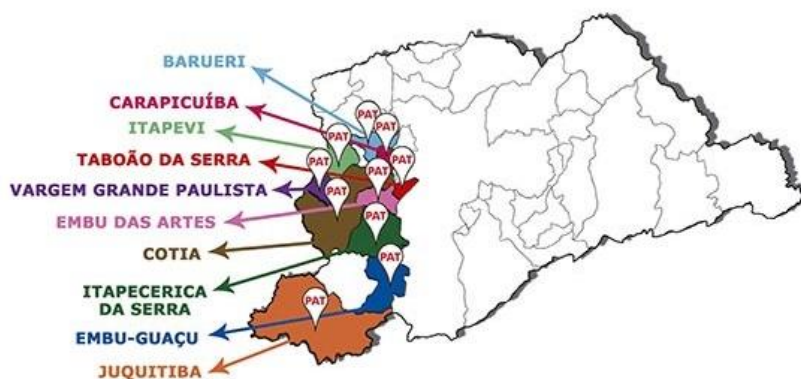 BARUERI
CARAPICUÍBA
ITAPEVI
TABOÃO DA SERRA
VARGEM GRANDE PAULISTA
EMBU DAS ARTES
COTIA
ITAPECERICA
DA SERRA
EMBU-GUAÇU
JUQUITIBA
PAT
PAT
PAT
PAT
PAT
PAT
PAT
PAT
PAT
PAT